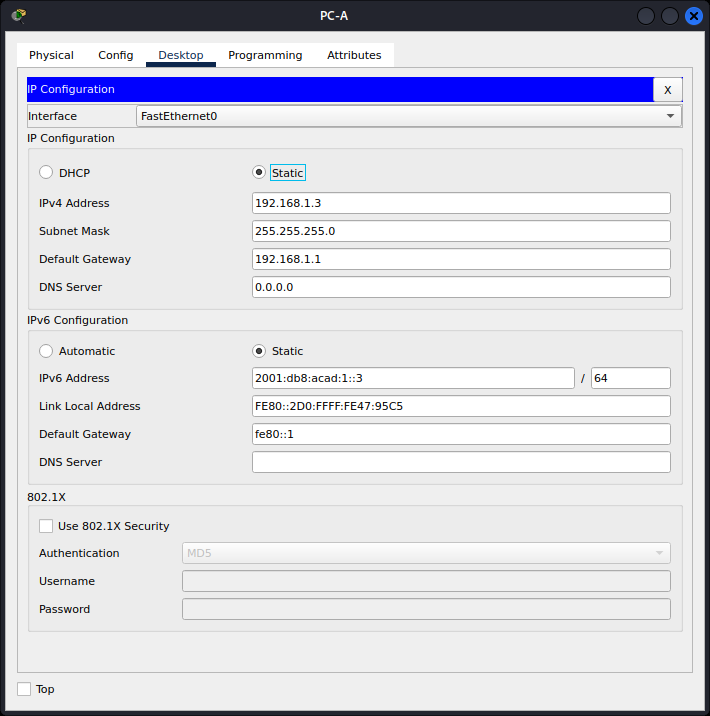 PC-A
Physical Config Desktop Programming Attributes
IP Configuration X
Interface FastEthernet0
IP Configuration
DHCP Static
IPv4 Address 192.168.1.3
Subnet Mask 255.255.255.0
Default Gateway 192.168.1.1
DNS Server 0.0.0.0
IPv6 Configuration
Automatic Static
IPv6 Address 2001:db8:acad:1::3 / 64
Link Local Address FE80::2D0:FFFF:FE47:95C5
Default Gateway fe80::1
DNS Server
802.1X
Use 802.1X Security
Authentication MD5
Username
Password
Top